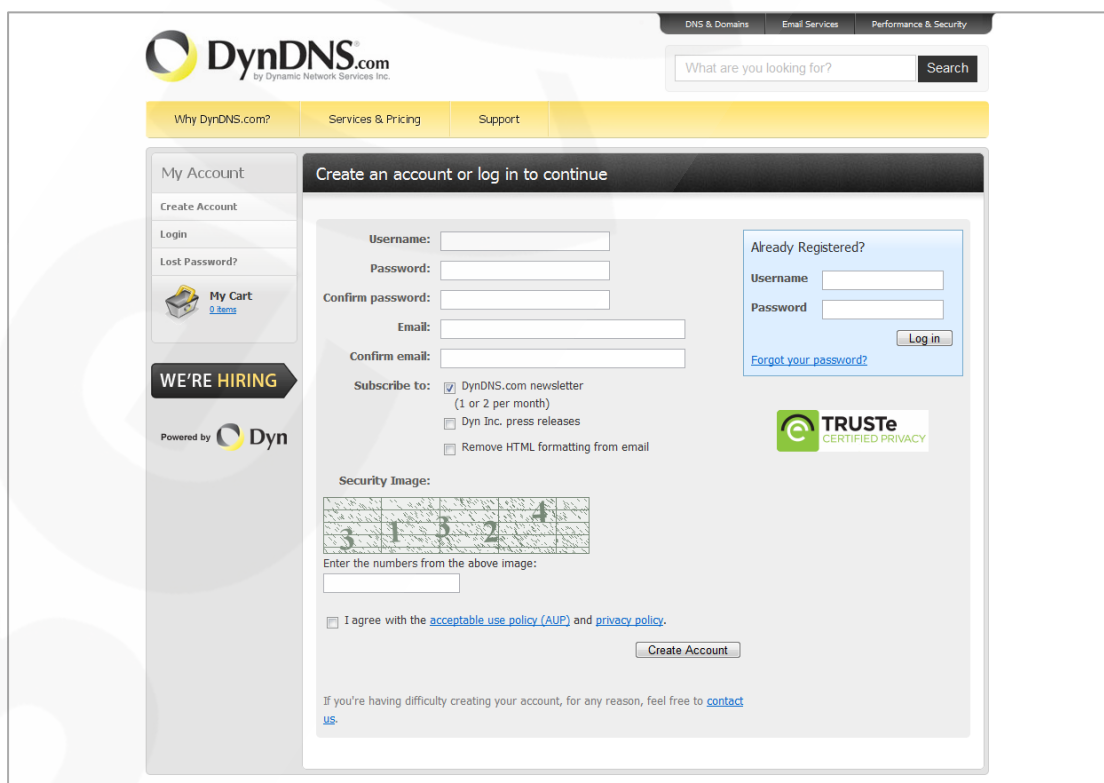 DNS & Domains Email Services Performance & Security
DynDNS.com
by Dynamic Network Services Inc.
What are you looking for? Search
Why DynDNS.com? Services & Pricing Support
My Account
Create Account
Login
Lost Password?
My Cart
0 items
WE'RE HIRING
Powered by Dyn
Create an account or log in to continue
Username:
Password:
Confirm password:
Email:
Confirm email:
Subscribe to: DynDNS.com newsletter
(1 or 2 per month)
Dyn Inc. press releases
Remove HTML formatting from email
Security Image:
3 1 3 2 4
Enter the numbers from the above image:
I agree with the acceptable use policy (AUP) and privacy policy.
Create Account
If you're having difficulty creating your account, for any reason, feel free to contact
us.
Already Registered?
Username
Password
Log in
Forgot your password?
TRUSTe
CERTIFIED PRIVACY